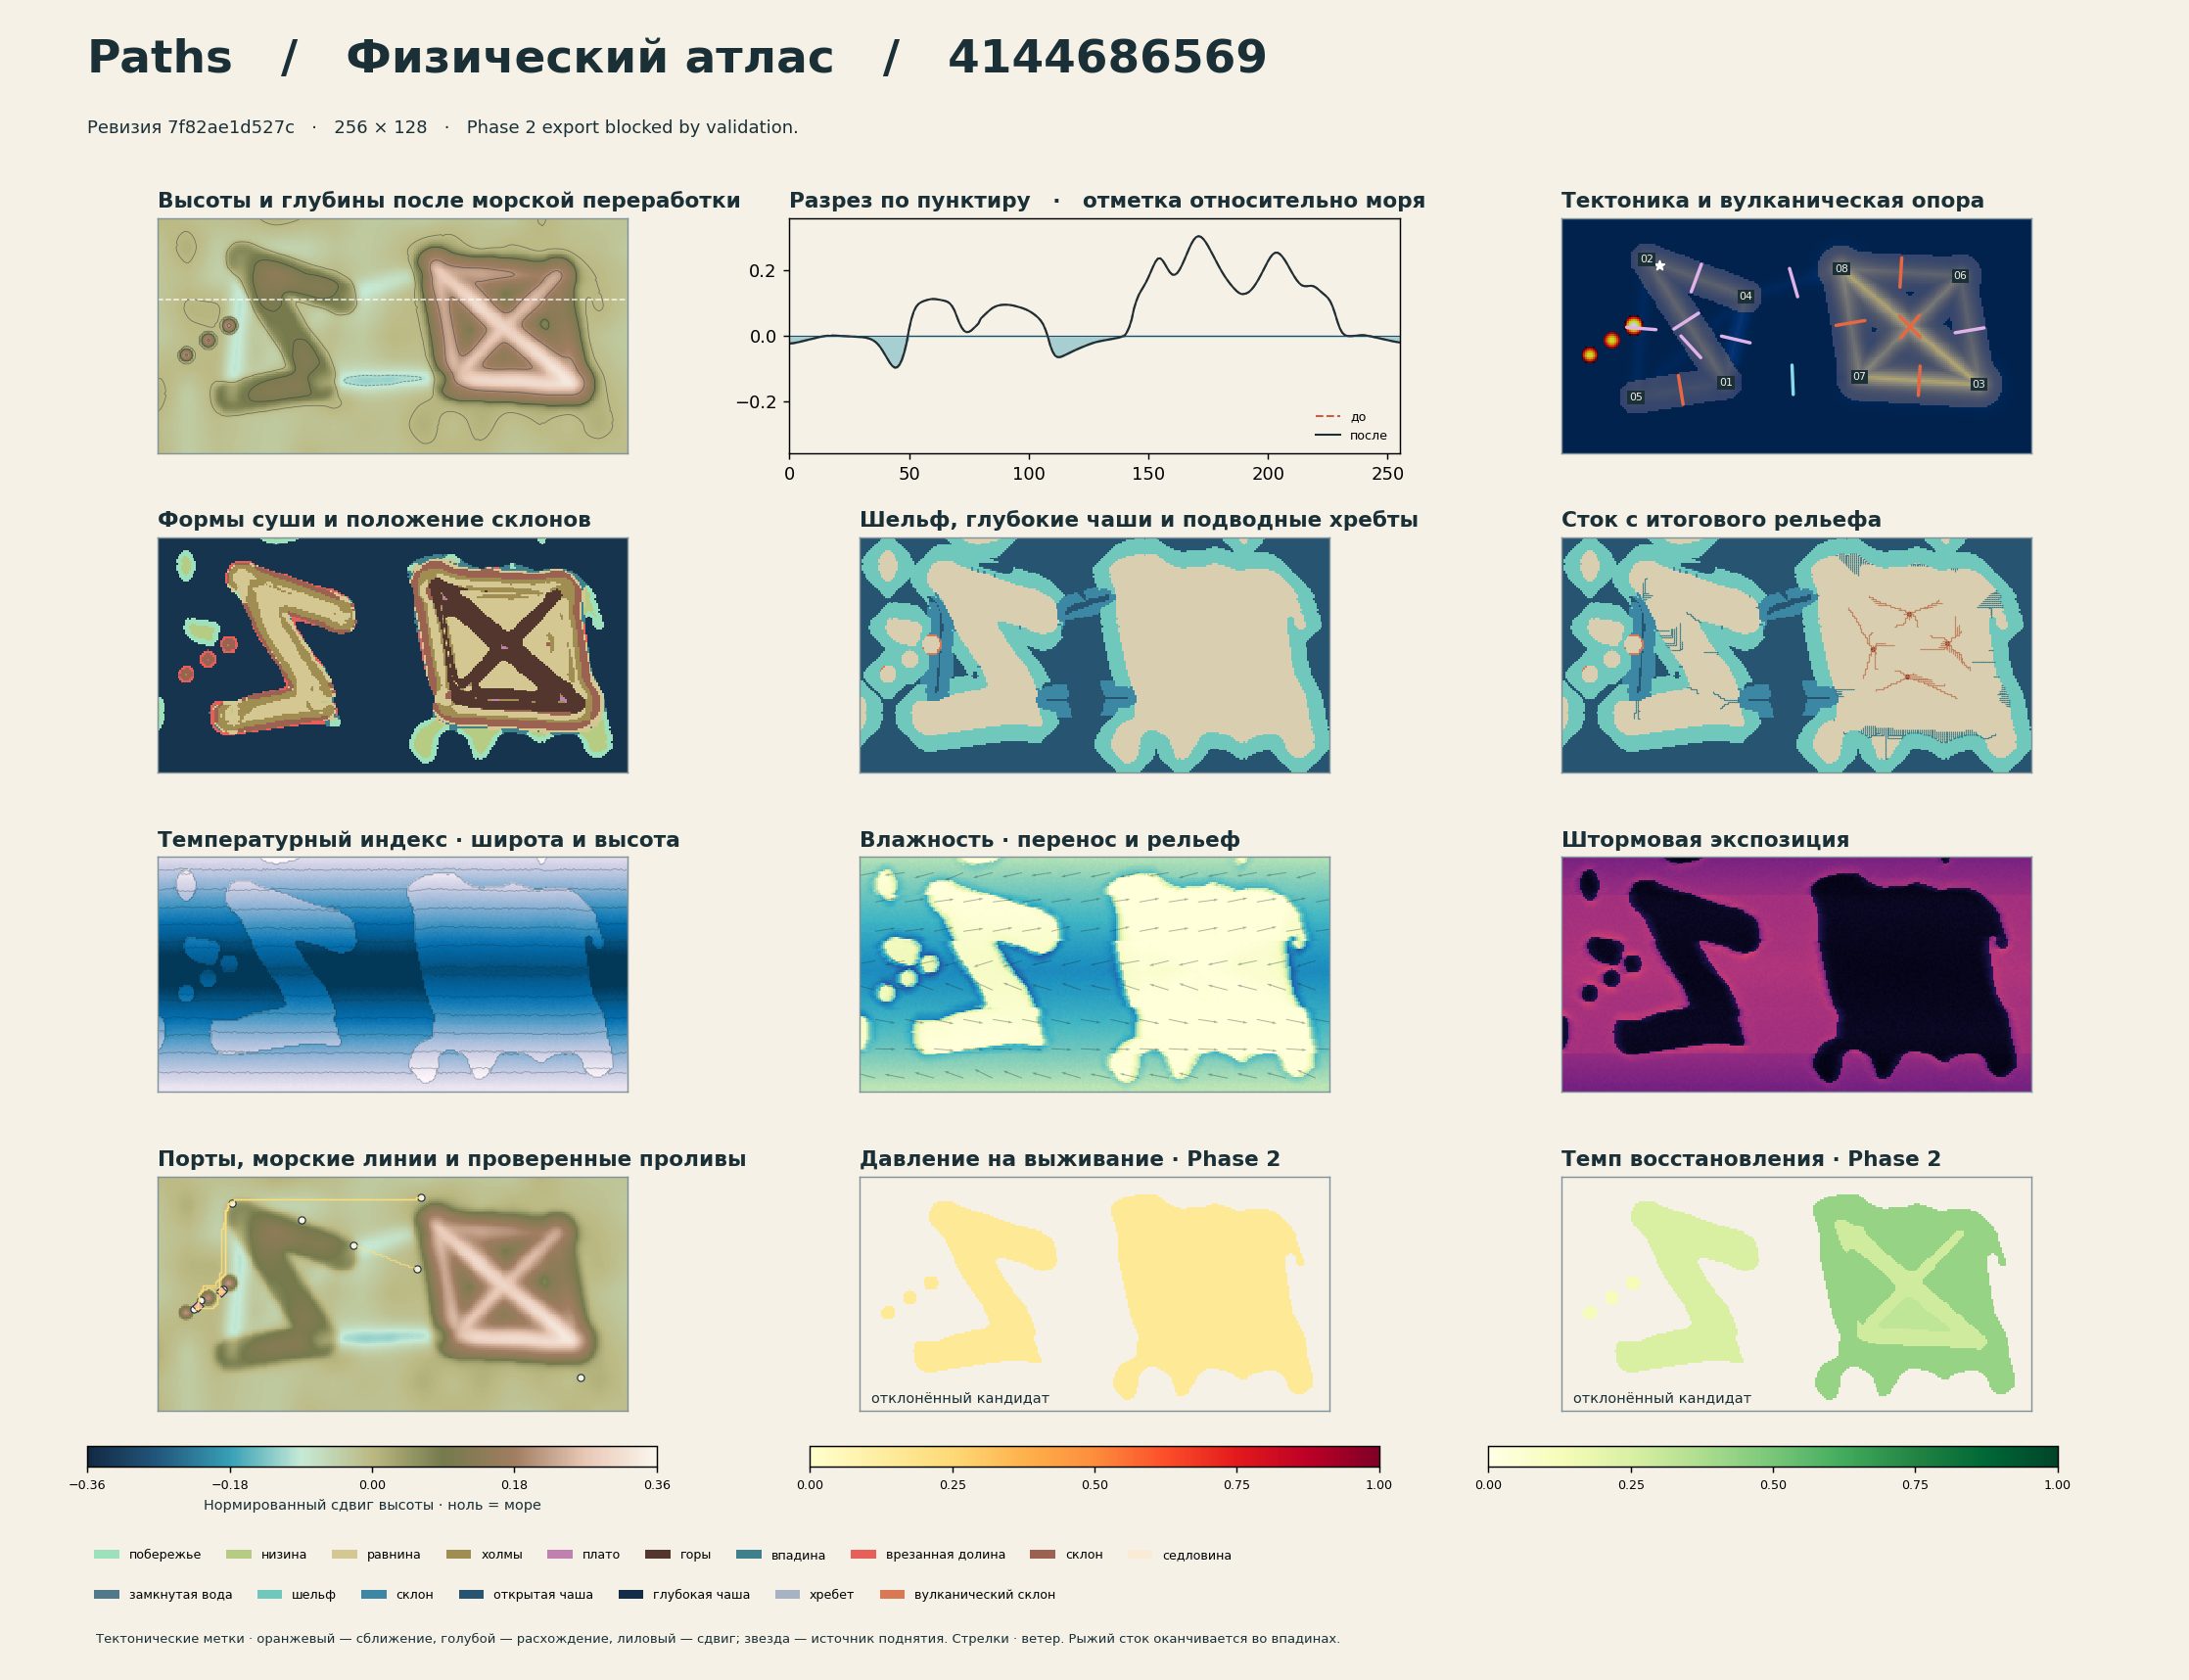 Paths / Физический атлас / 4144686569
Ревизия 7f82ae1d527c · 256 × 128 · Phase 2 export blocked by validation.
Высоты и глубины после морской переработки
Разрез по пунктиру · отметка относительно моря
0.2
0.0
−0.2
до
после
0 50 100 150 200 250
Тектоника и вулканическая опора
02
08
06
04
07
03
01
05
Формы суши и положение склонов
Шельф, глубокие чаши и подводные хребты
Сток с итогового рельефа
Температурный индекс · широта и высота
Влажность · перенос и рельеф
Штормовая экспозиция
Порты, морские линии и проверенные проливы
Давление на выживание · Phase 2
отклонённый кандидат
Темп восстановления · Phase 2
отклонённый кандидат
−0.36 −0.18 0.00 0.18 0.36
Нормированный сдвиг высоты · ноль = море
0.00 0.25 0.50 0.75 1.00
0.00 0.25 0.50 0.75 1.00
побережье низина равнина холмы плато горы впадина врезанная долина склон седловина
замкнутая вода шельф склон открытая чаша глубокая чаша хребет вулканический склон
Тектонические метки · оранжевый — сближение, голубой — расхождение, лиловый — сдвиг; звезда — источник поднятия. Стрелки · ветер. Рыжий сток оканчивается во впадинах.